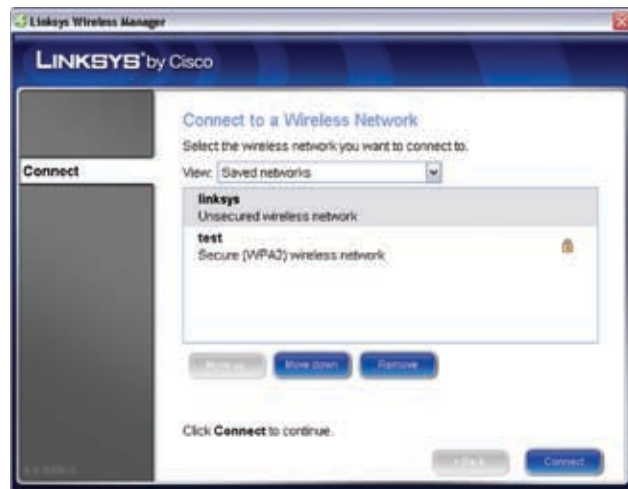 Linksys Wireless Manager
LINKSYS® by Cisco
Connect to a Wireless Network
Select the wireless network you want to connect to.
Connect
View: Saved networks
linksys
Unsecured wireless network
test
Secure (WPA2) wireless network
Move up Move down Remove
Click Connect to continue.
Connect